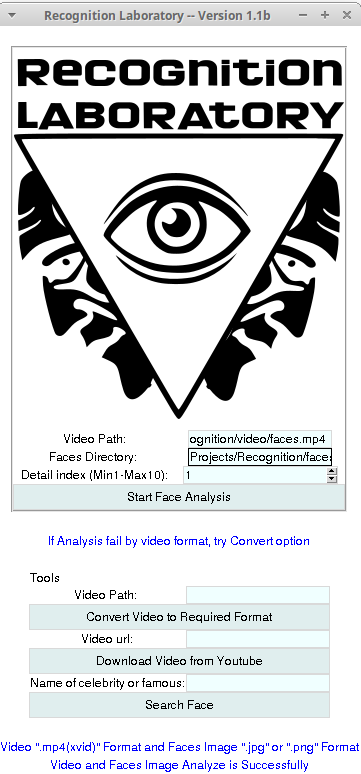 Recognition Laboratory -- Version 1.1b
Recognition
LABORAtORY
Video Path: ognition/video/faces.mp4
Faces Directory: Projects/Recognition/faces
Detail index (Min1-Max10): 1
Start Face Analysis
If Analysis fail by video format, try Convert option
Tools
Video Path:
Convert Video to Required Format
Video url:
Download Video from Youtube
Name of celebrity or famous:
Search Face
Video ".mp4(xvid)" Format and Faces Image ".jpg" or ".png" Format
Video and Faces Image Analyze is Successfully